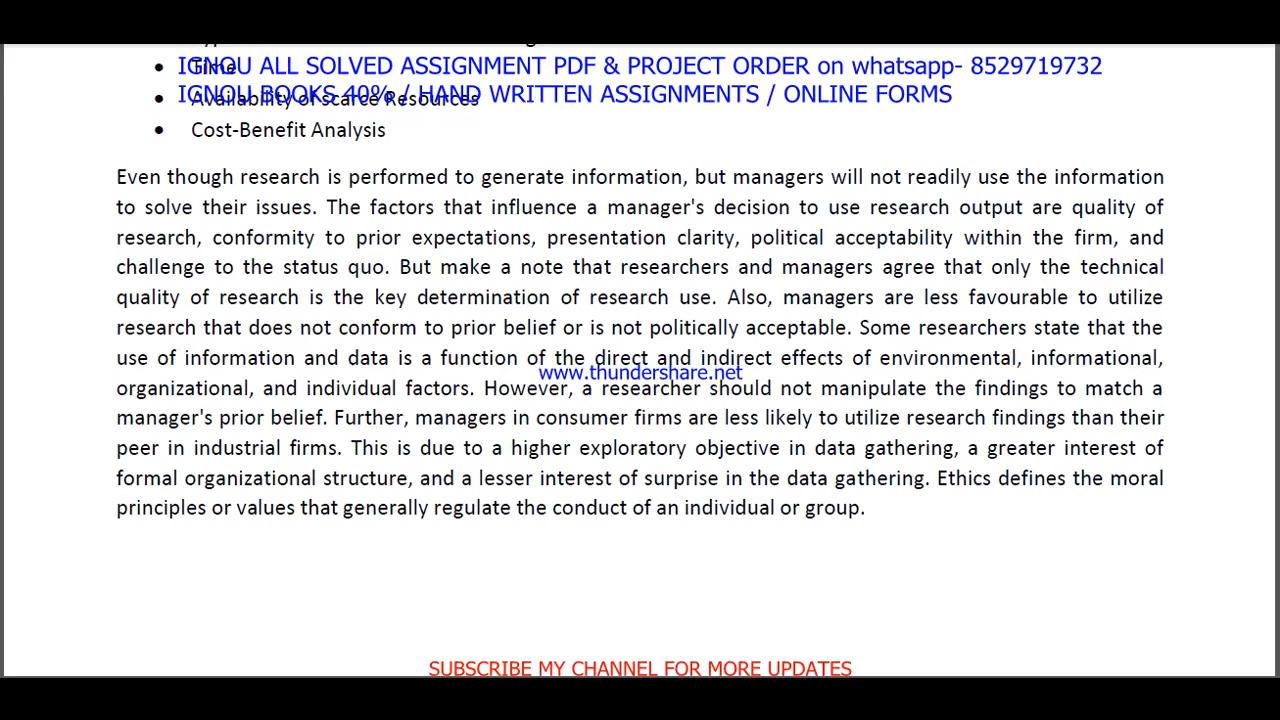 IGNOU ALL SOLVED ASSIGNMENT PDF & PROJECT ORDER on whatsapp- 8529719732
• Time
IGNOU BOOKS 40% / HAND WRITTEN ASSIGNMENTS / ONLINE FORMS
• Availability of scarce Resources
• Cost-Benefit Analysis
Even though research is performed to generate information, but managers will not readily use the information
to solve their issues. The factors that influence a manager's decision to use research output are quality of
research, conformity to prior expectations, presentation clarity, political acceptability within the firm, and
challenge to the status quo. But make a note that researchers and managers agree that only the technical
quality of research is the key determination of research use. Also, managers are less favourable to utilize
research that does not conform to prior belief or is not politically acceptable. Some researchers state that the
use of information and data is a function of the direct and indirect effects of environmental, informational,
www.thundershare.net
organizational, and individual factors. However, a researcher should not manipulate the findings to match a
manager's prior belief. Further, managers in consumer firms are less likely to utilize research findings than their
peer in industrial firms. This is due to a higher exploratory objective in data gathering, a greater interest of
formal organizational structure, and a lesser interest of surprise in the data gathering. Ethics defines the moral
principles or values that generally regulate the conduct of an individual or group.
SUBSCRIBE MY CHANNEL FOR MORE UPDATES